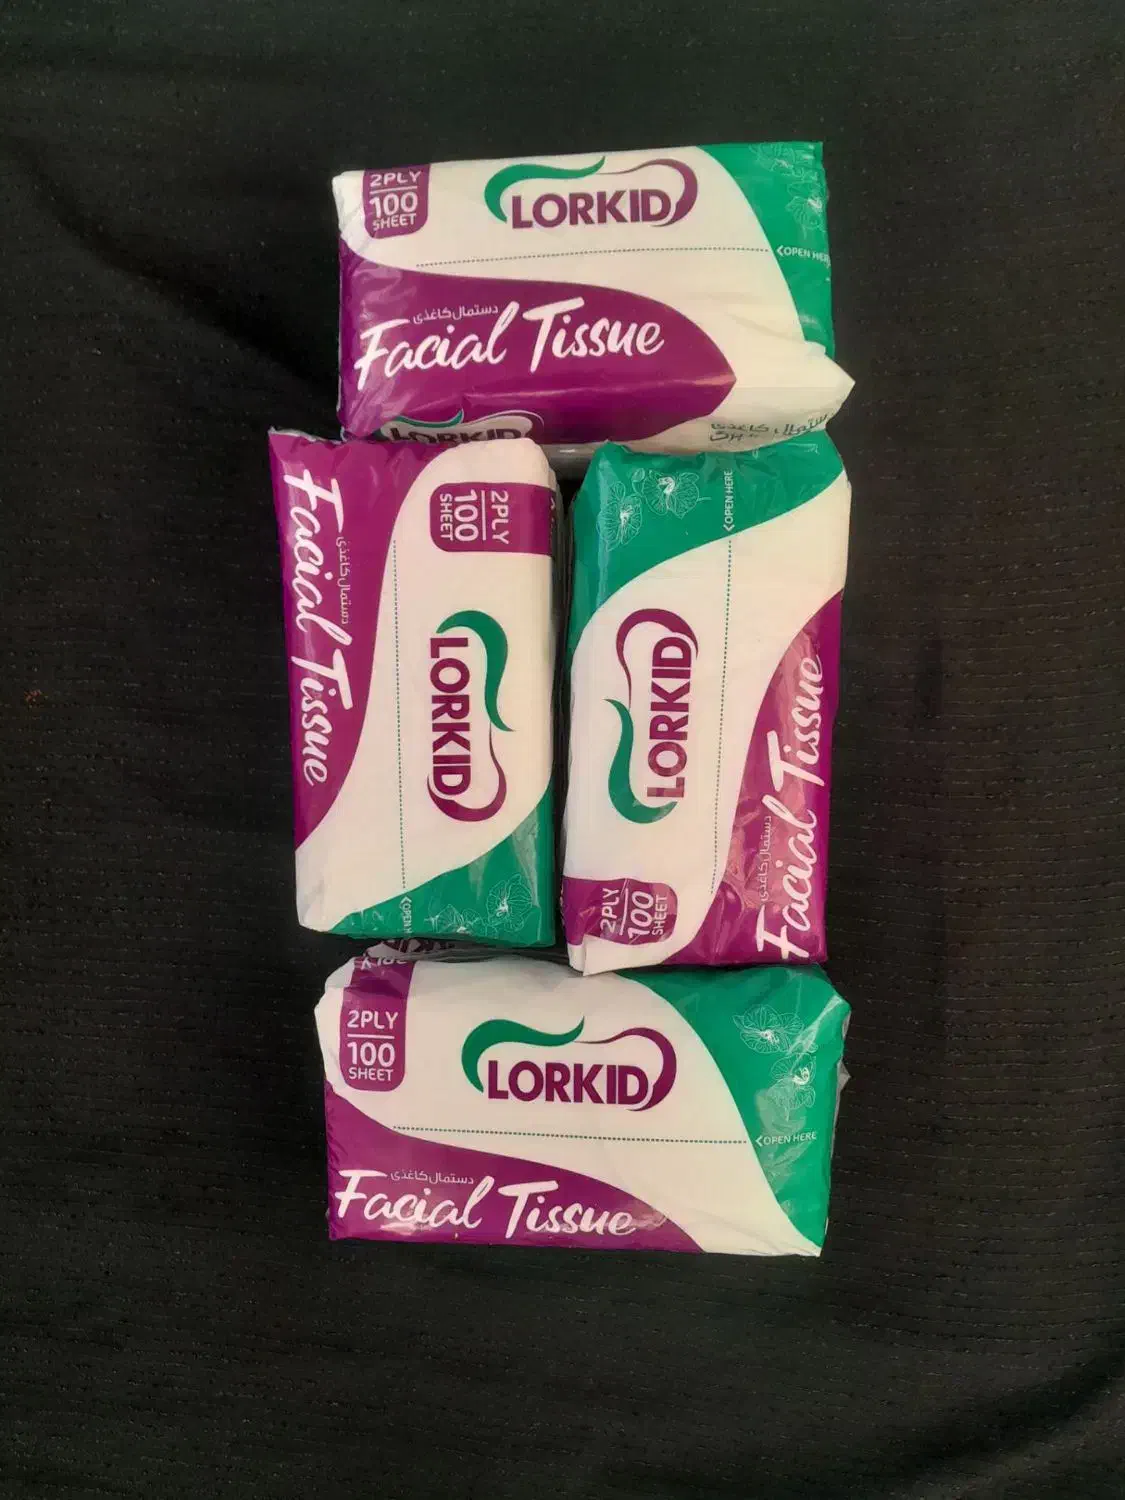 2PLY
100
SHEET
LORKID
<OPEN HERE
دستمال کاغذی
Facial Tissue
LORKID
دستمال کاغذی
Facial Tissue
دستمال کاغذی
2PLY
100
SHEET
LORKID
<OPEN
<OPEN HERE
LORKID
2PLY
100
SHEET
Facial Tissue
دستمال کاغذی
2PLY
100
SHEET
LORKID
<OPEN HERE
دستمال کاغذی
Facial Tissue